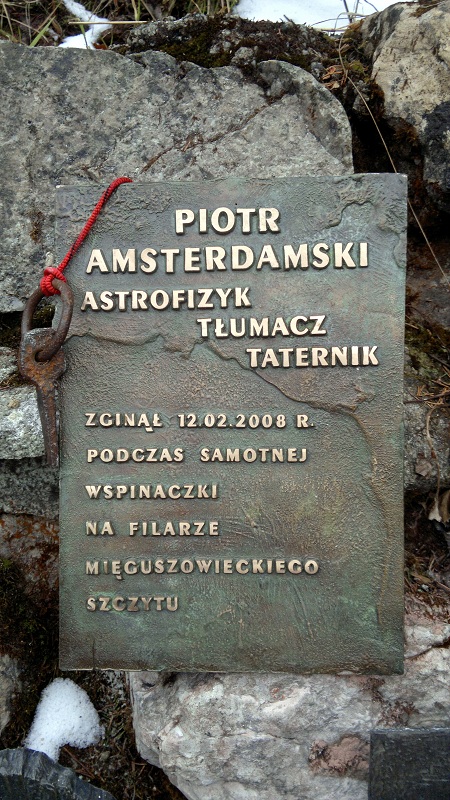 PIOTR
AMSTERDAMSKI
ASTROFIZYK
TŁUMACZ
TATERNIK
ZGINĄŁ 12.02.2008 R.
PODCZAS SAMOTNEJ
WSPINACZKI
NA FILARZE
MIĘGUSZOWIECKIEGO
SZCZYTU